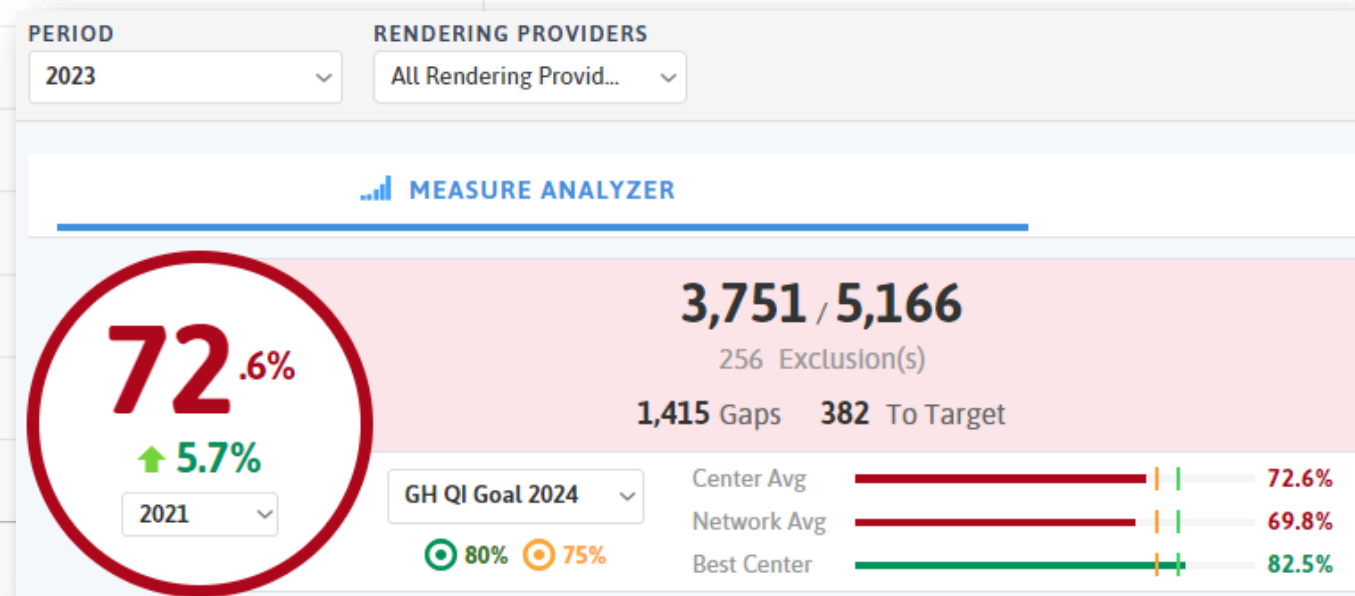 PERIOD
RENDERING PROVIDERS
2023
All Rendering Provid...
MEASURE ANALYZER
72.6%
5.7%
2021
3,751 / 5,166
256 Exclusion(s)
1,415 Gaps 382 To Target
GH QI Goal 2024
80% 75%
Center Avg 72.6%
Network Avg 69.8%
Best Center 82.5%